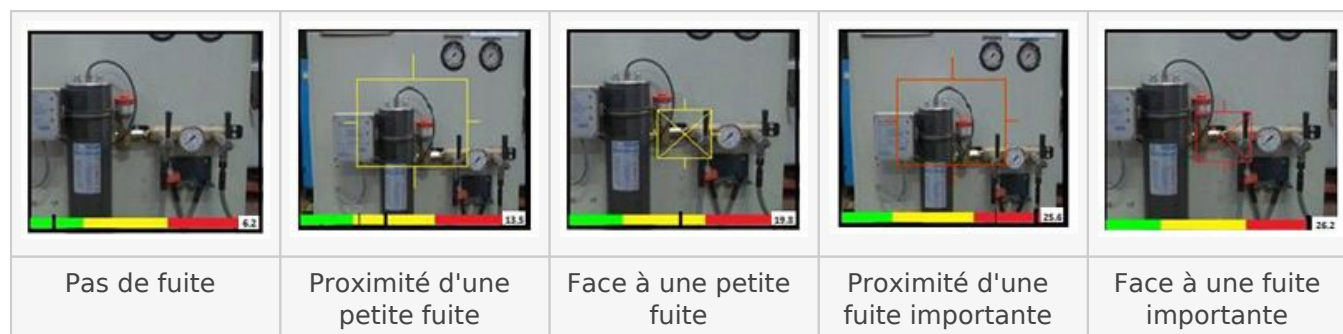 6.2
13.5
19.8
25.6
26.2
Pas de fuite
Proximité d'une
petite fuite
Face à une petite
fuite
Proximité d'une
fuite importante
Face à une fuite
importante